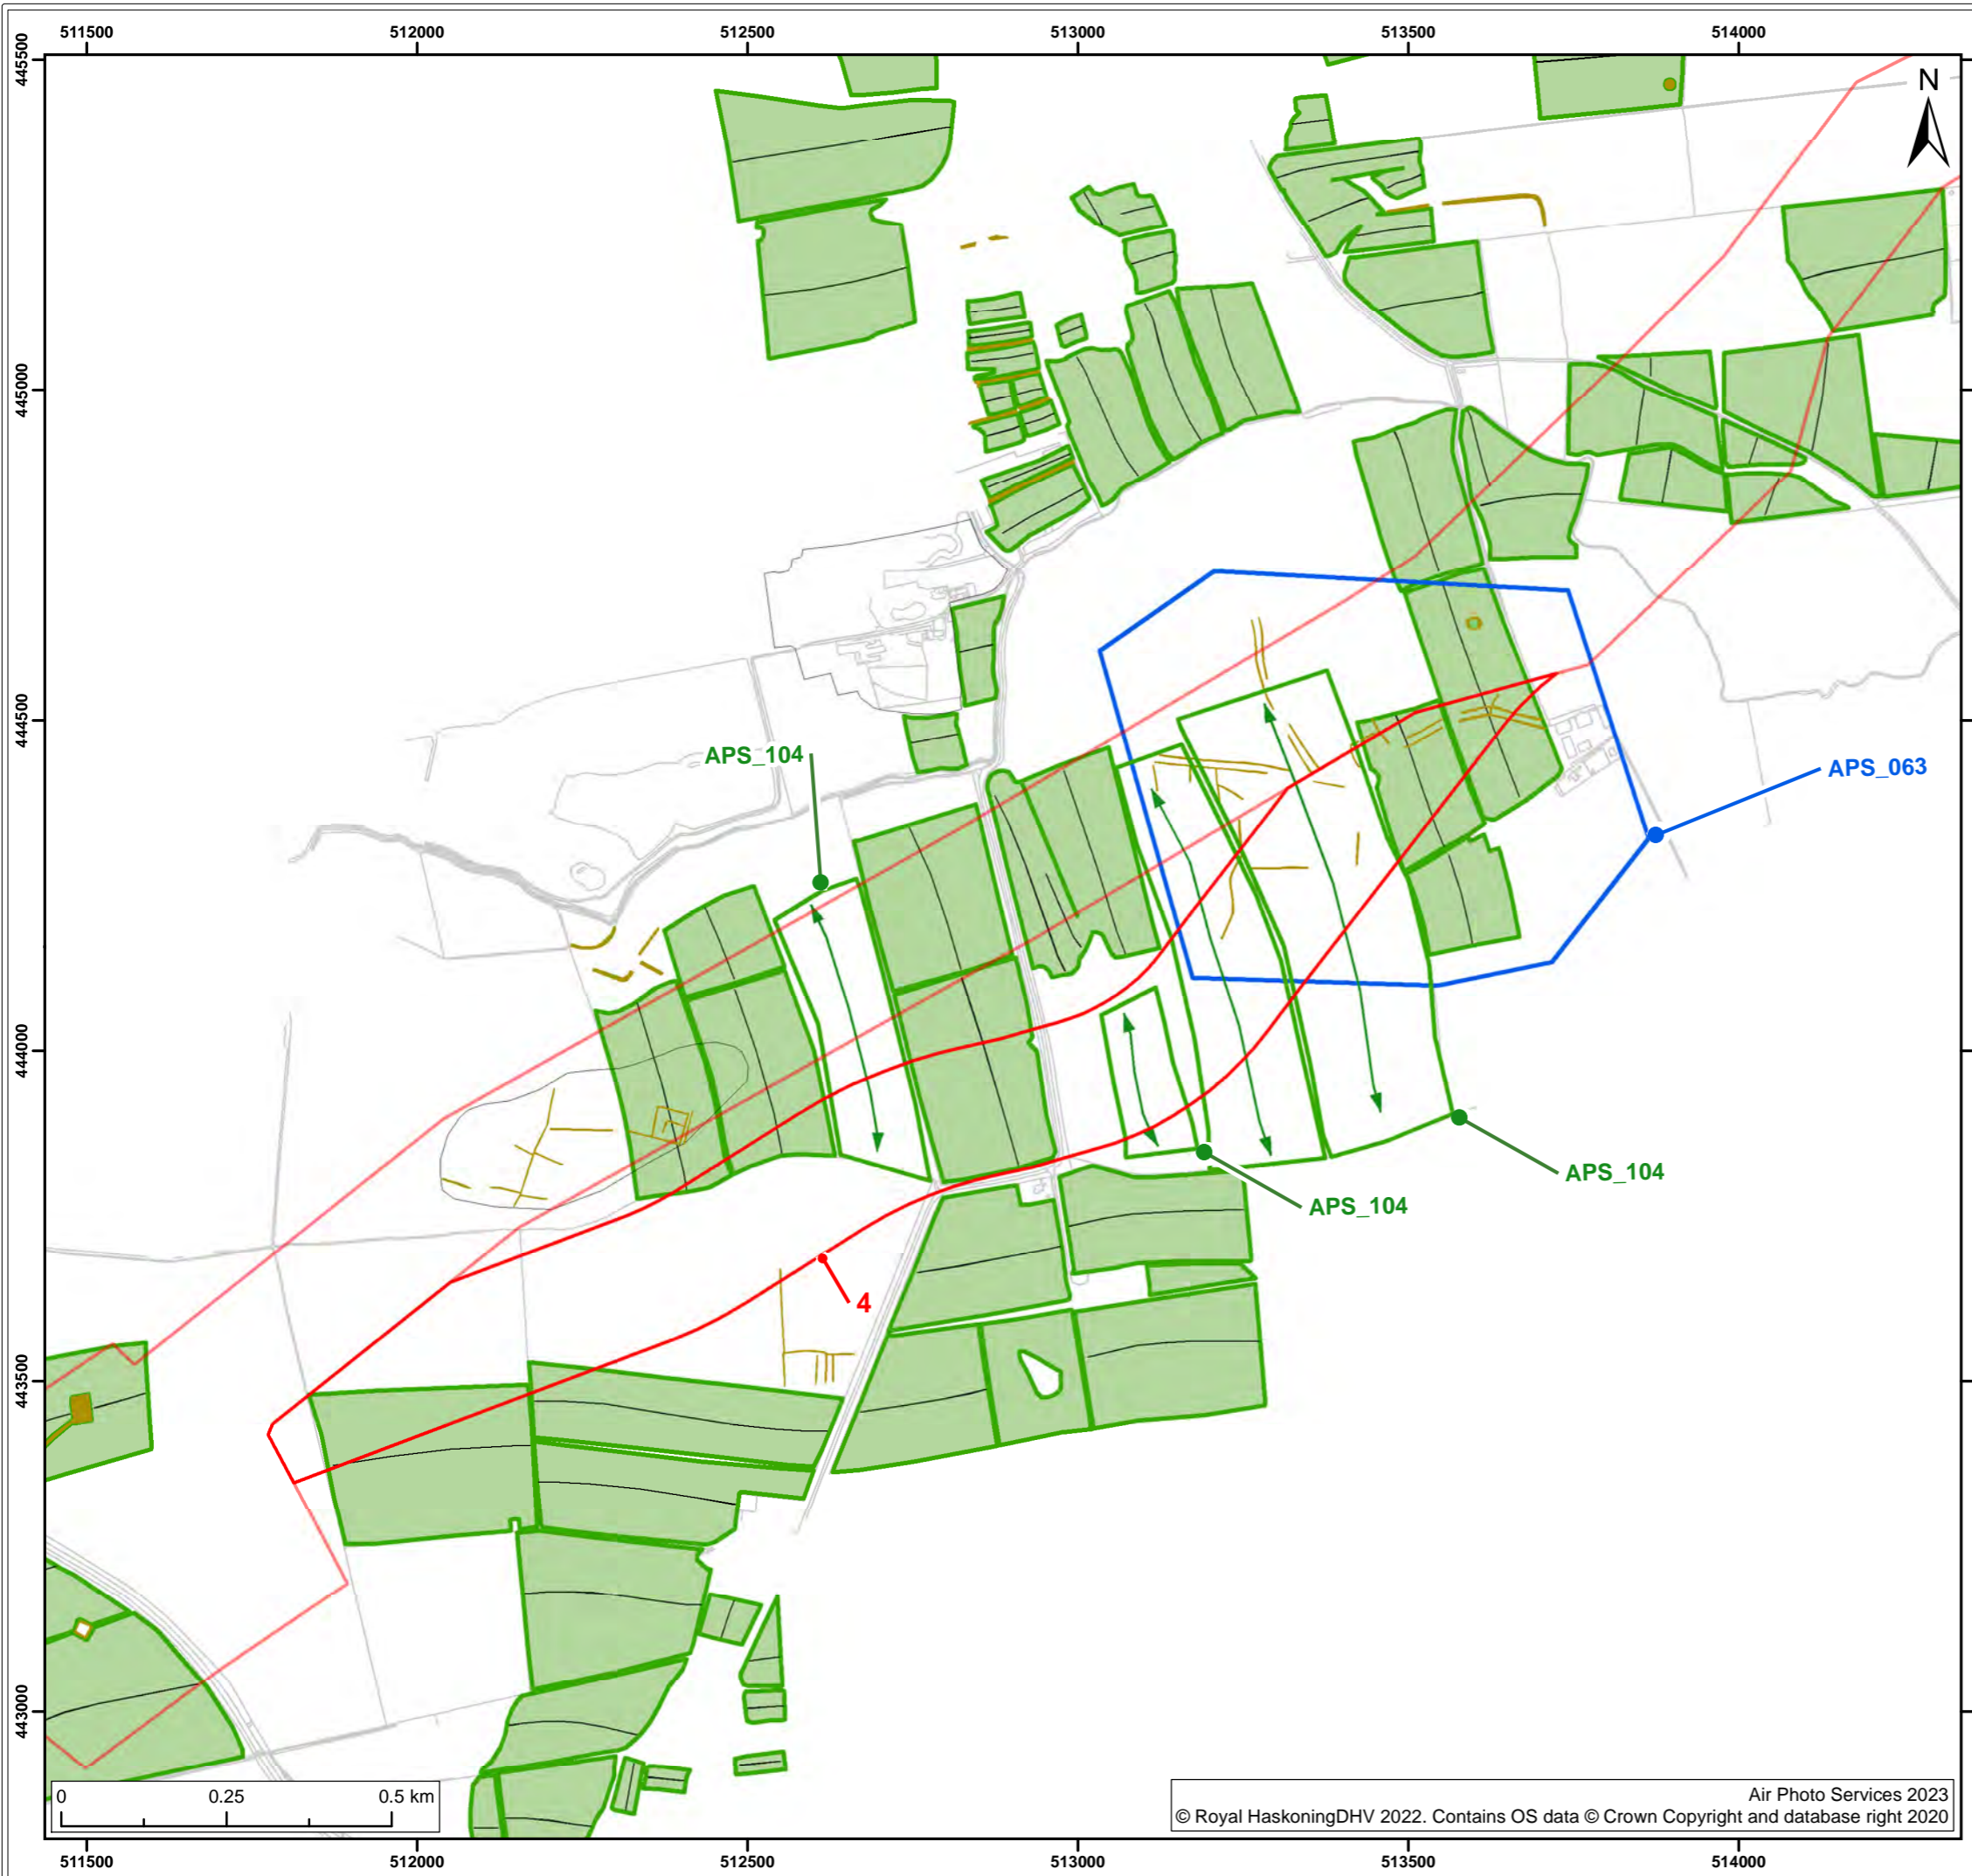 511500 512000 512500 513000 513500 514000
445500
N
445000
444500
APS_104
APS_063
444000
APS_104
APS_104
4
443500
443000
0 0.25 0.5 km
Air Photo Services 2023
© Royal HaskoningDHV 2022. Contains OS data © Crown Copyright and database right 2020
511500 512000 512500 513000 513500 514000